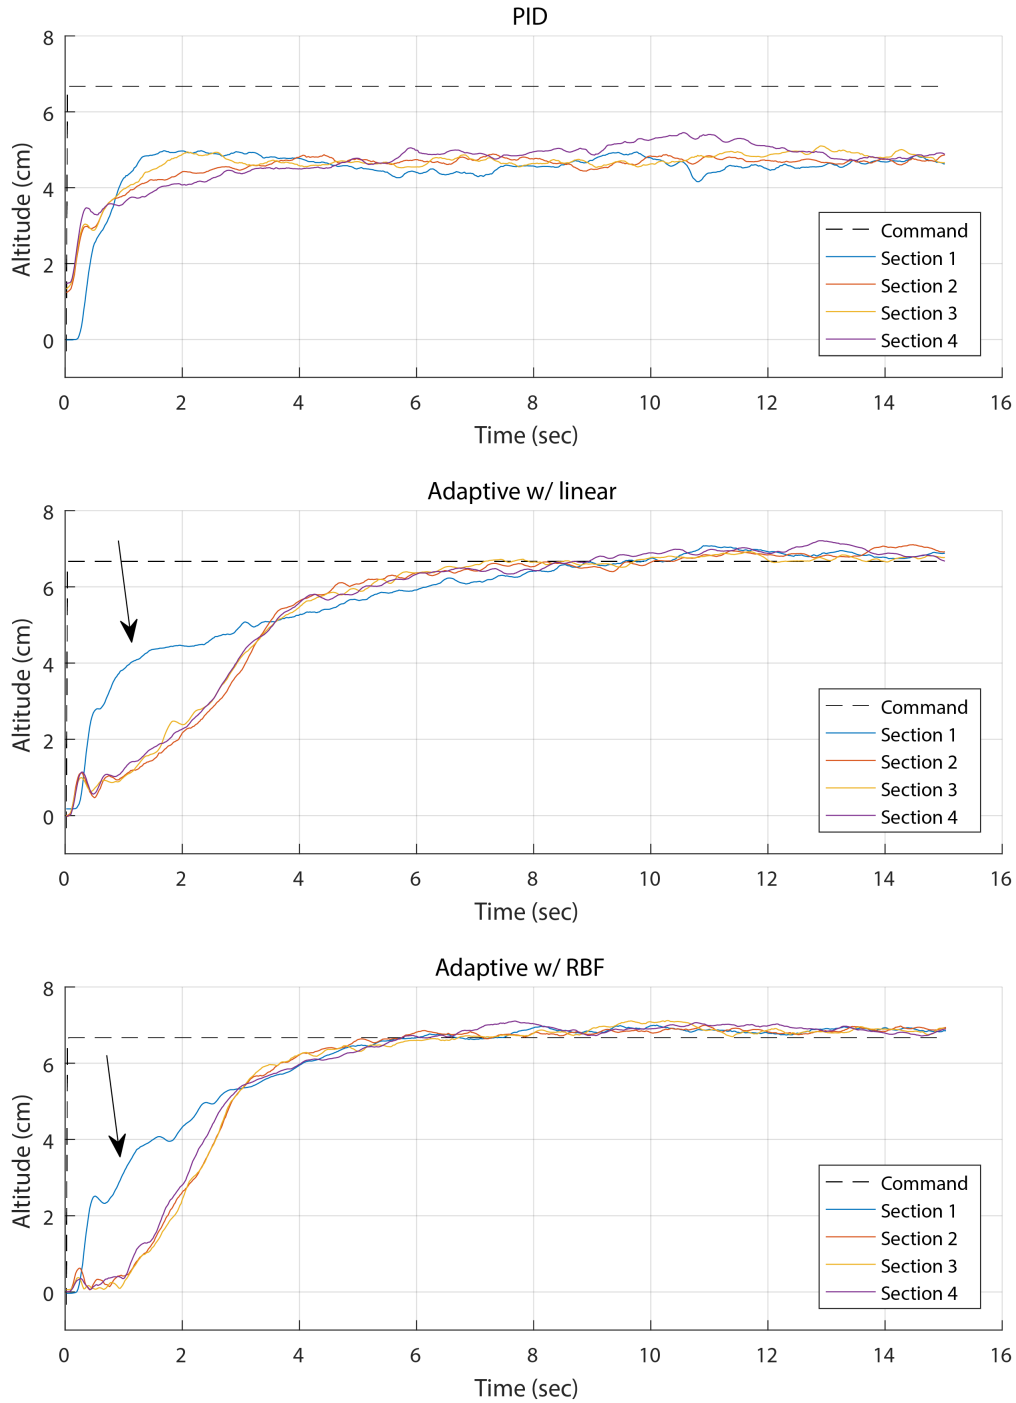 PID
8
6
4
2
0
Altitude (cm)
Command
Section 1
Section 2
Section 3
Section 4
0 2 4 6 8 10 12 14 16
Time (sec)
Adaptive w/ linear
8
6
4
2
0
Altitude (cm)
Command
Section 1
Section 2
Section 3
Section 4
0 2 4 6 8 10 12 14 16
Time (sec)
Adaptive w/ RBF
8
6
4
2
0
Altitude (cm)
Command
Section 1
Section 2
Section 3
Section 4
0 2 4 6 8 10 12 14 16
Time (sec)